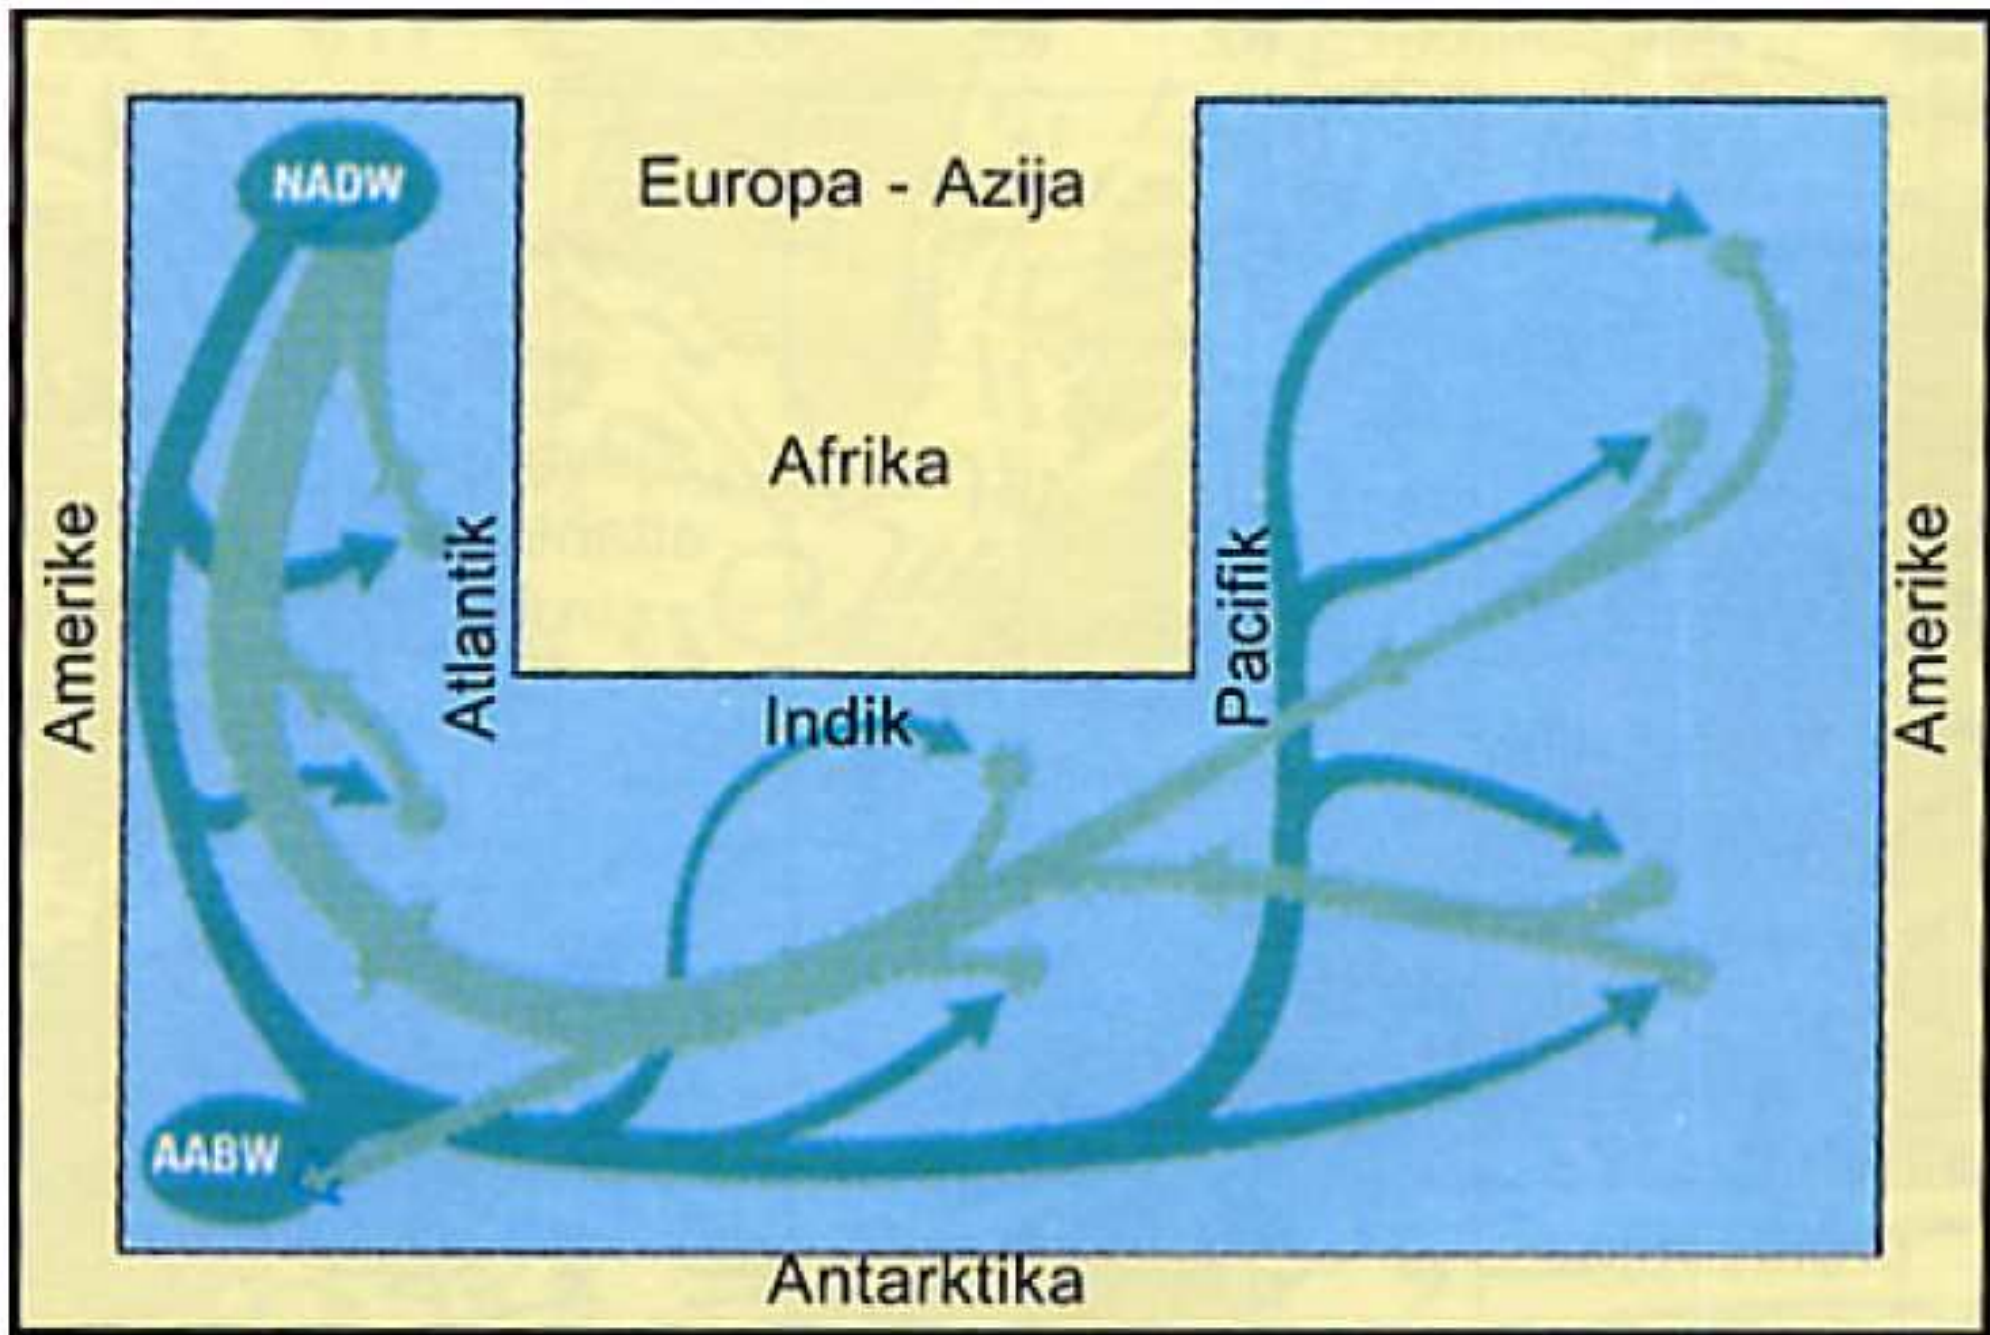 NADW
Europa - Azija
Afrika
Amerike
Atlantik
Indik
Pacifik
Amerike
AABW
Antarktika